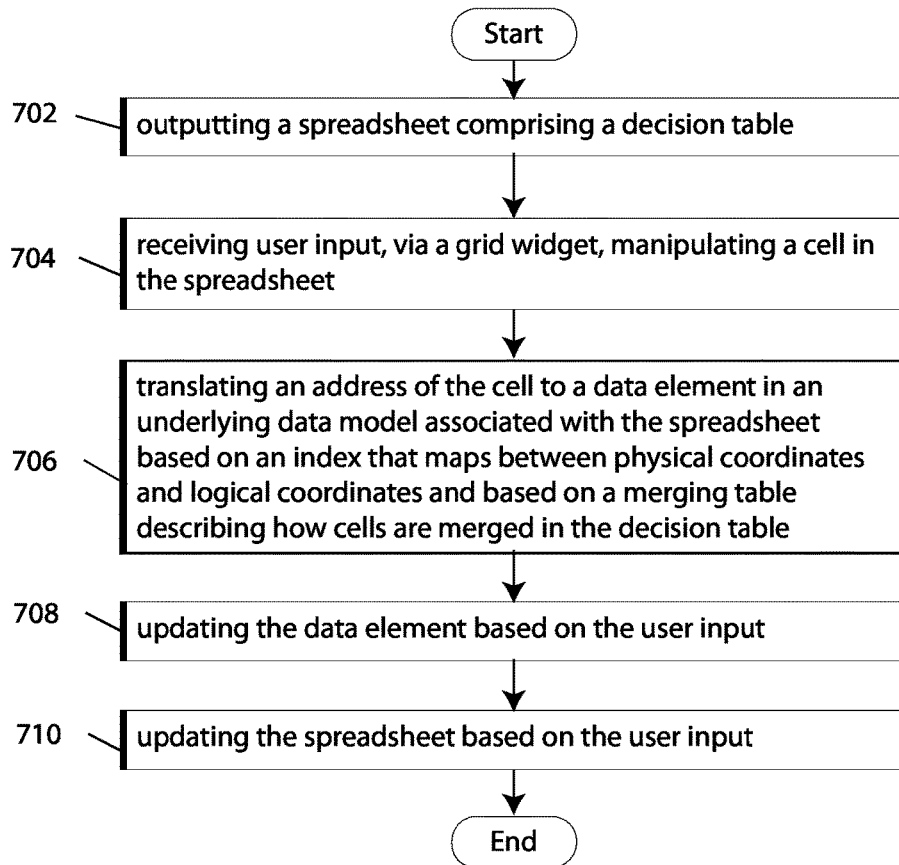 Start
702
outputting a spreadsheet comprising a decision table
704
receiving user input, via a grid widget, manipulating a cell in
the spreadsheet
706
translating an address of the cell to a data element in an
underlying data model associated with the spreadsheet
based on an index that maps between physical coordinates
and logical coordinates and based on a merging table
describing how cells are merged in the decision table
708
updating the data element based on the user input
710
updating the spreadsheet based on the user input
End